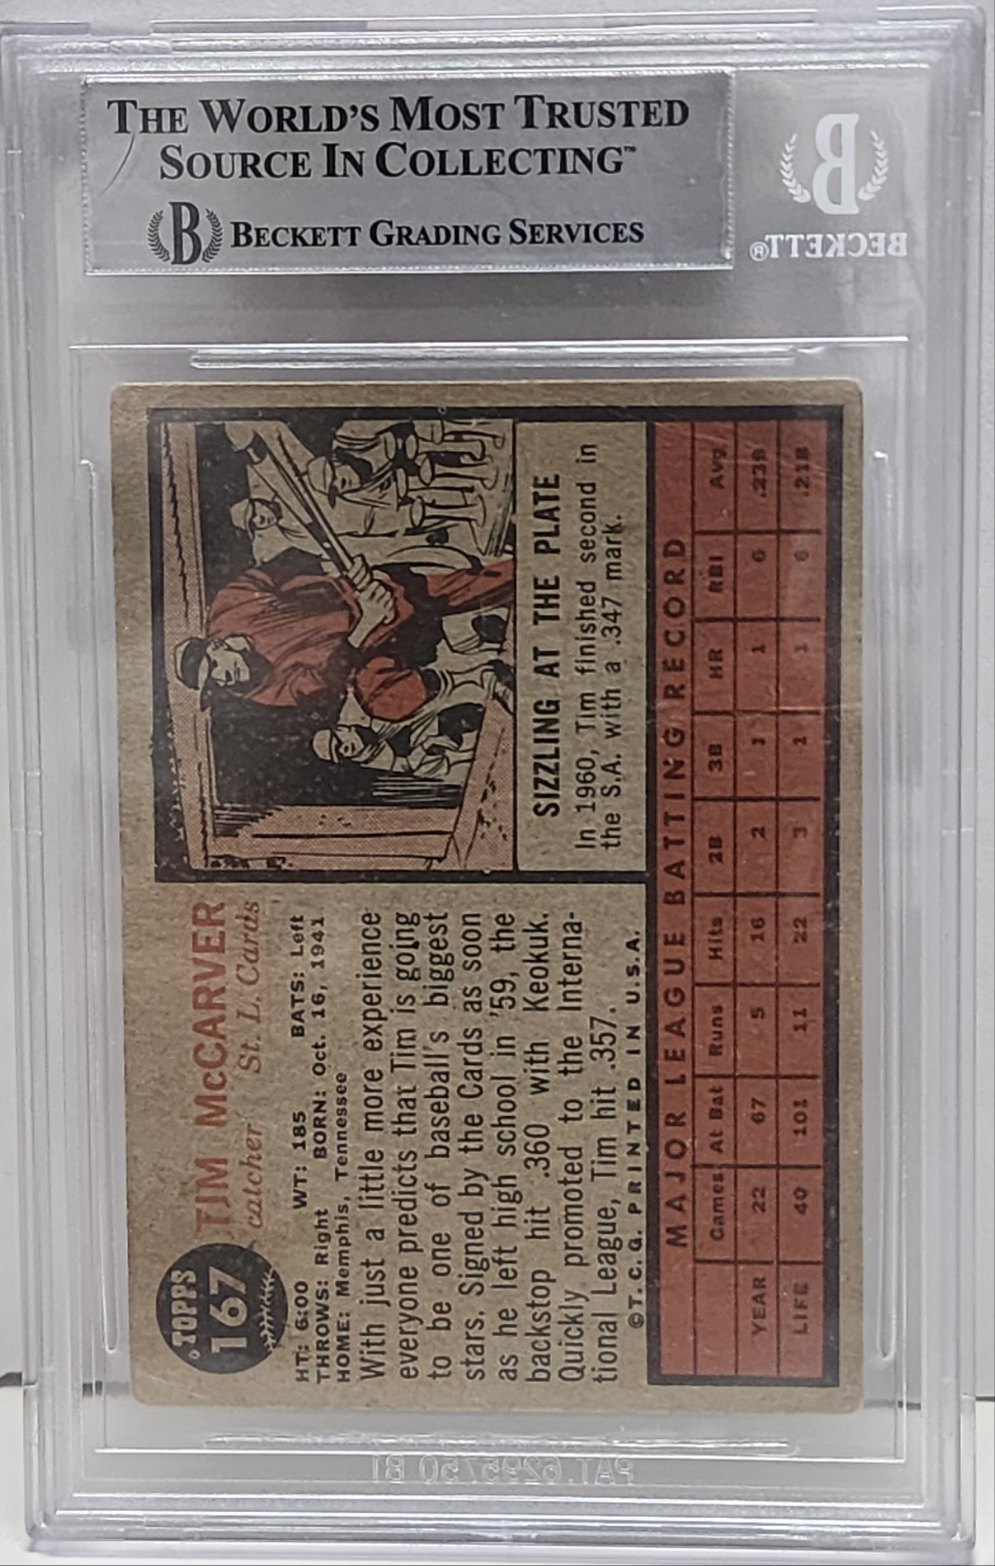 THE WORLD'S MOST TRUSTED
SOURCE IN COLLECTING™
B BECKETT GRADING SERVICES
B
BECKETT®
TOPPS
167
TIM McCARVER
catcher St. L. Cards
HT: 6:00 WT: 185 BATS: Left
THROWS: Right BORN: Oct. 16, 1941
HOME: Memphis, Tennessee
With just a little more experience
everyone predicts that Tim is going
to be one of baseball's biggest
stars. Signed by the Cards as soon
as he left high school in '59, the
backstop hit .360 with Keokuk.
Quickly promoted to the Interna-
tional League, Tim hit .357.
©T.C.G. PRINTED IN U.S.A.
SIZZLING AT THE PLATE
In 1960, Tim finished second in
the S.A. with a .347 mark.
MAJOR LEAGUE BATTING RECORD
Games At Bat Runs Hits 2B 3B HR RBI Avg.
YEAR 22 67 5 16 2 1 1 6 .239
LIFE 40 101 11 22 3 1 1 6 .218
PAT. 6295750 B1